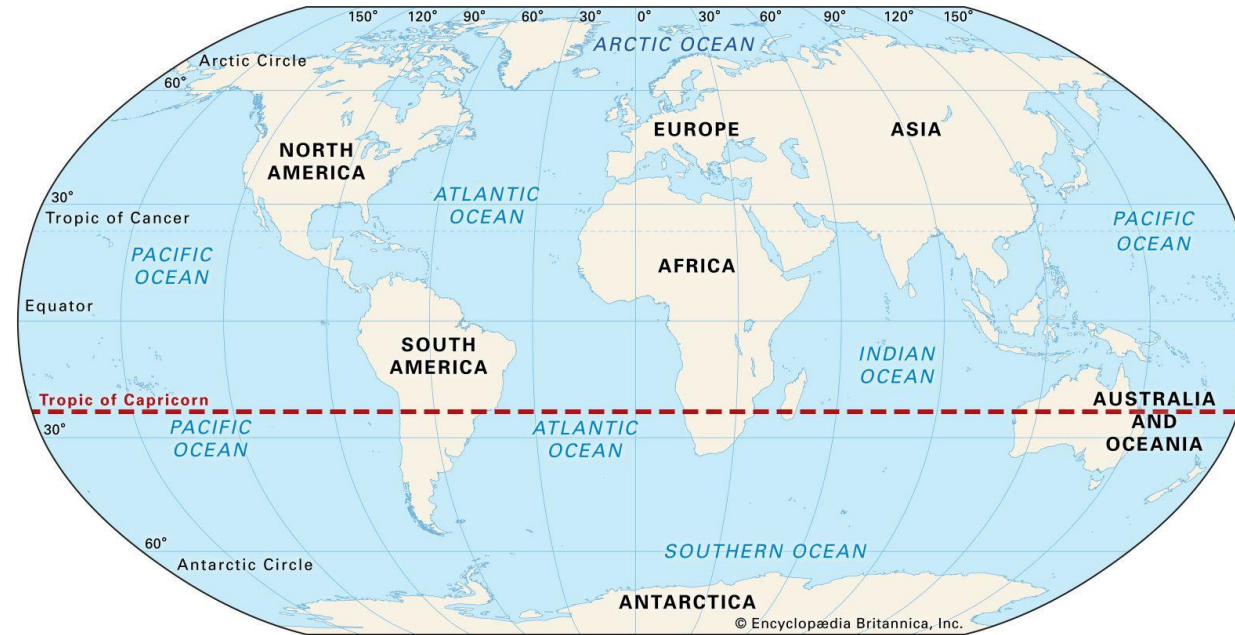 150° 120° 90° 60° 30° 0° 30° 60° 90° 120° 150°
ARCTIC OCEAN
Arctic Circle
60°
EUROPE
ASIA
NORTH
AMERICA
30°
ATLANTIC
OCEAN
Tropic of Cancer
PACIFIC
OCEAN
PACIFIC
OCEAN
AFRICA
Equator
SOUTH
AMERICA
INDIAN
OCEAN
Tropic of Capricorn
AUSTRALIA
AND
OCEANIA
PACIFIC
OCEAN
ATLANTIC
OCEAN
30°
60°
SOUTHERN OCEAN
Antarctic Circle
ANTARCTICA
© Encyclopædia Britannica, Inc.